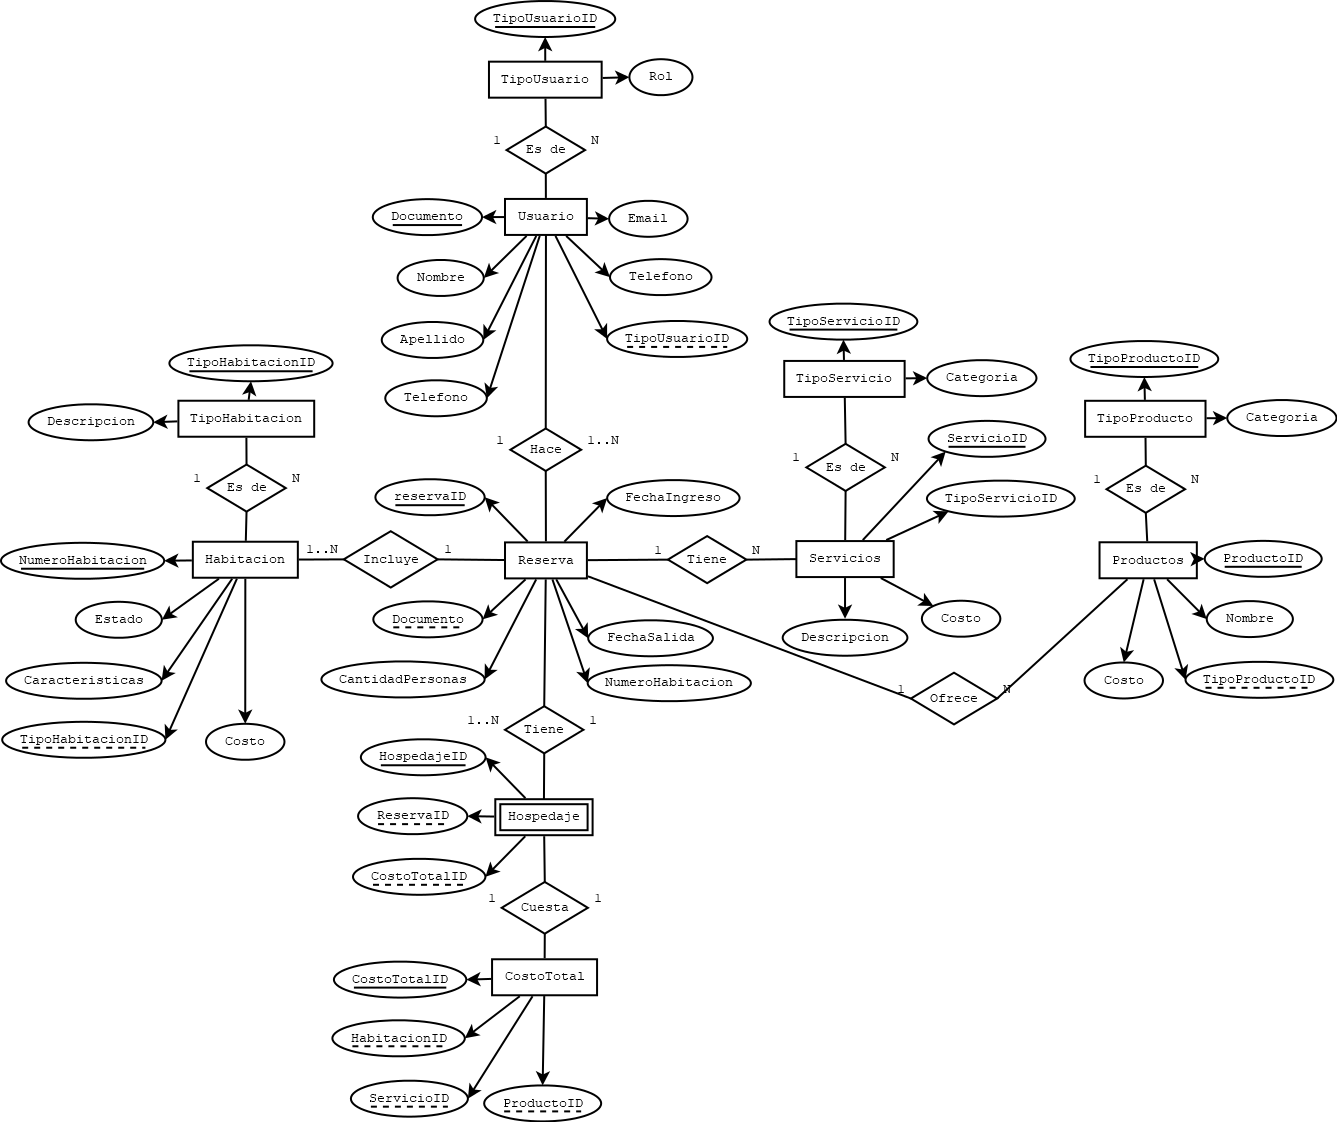 TipoUsuarioID
TipoUsuario
Rol
1
N
Es de
Documento
Usuario
Email
Nombre
Telefono
Apellido
TipoUsuarioID
Telefono
TipoServicioID
TipoServicio
Categoria
1
N
Es de
TipoHabitacionID
Descripcion
TipoHabitacion
1
N
Es de
TipoProductoID
TipoProducto
Categoria
1
N
Es de
1
1..N
Hace
ServicioID
TipoServicioID
reservaID
FechaIngreso
NumeroHabitacion
Habitacion
1..N
Incluye
1
Reserva
1
Tiene
N
Servicios
Productos
ProductoID
Estado
Caracteristicas
TipoHabitacionID
Costo
Documento
FechaSalida
CantidadPersonas
NumeroHabitacion
Descripcion
Costo
Nombre
Costo
TipoProductoID
1
Ofrece
N
1..N
Tiene
1
HospedajeID
ReservaID
Hospedaje
CostoTotalID
1
Cuesta
1
CostoTotalID
CostoTotal
HabitacionID
ServicioID
ProductoID